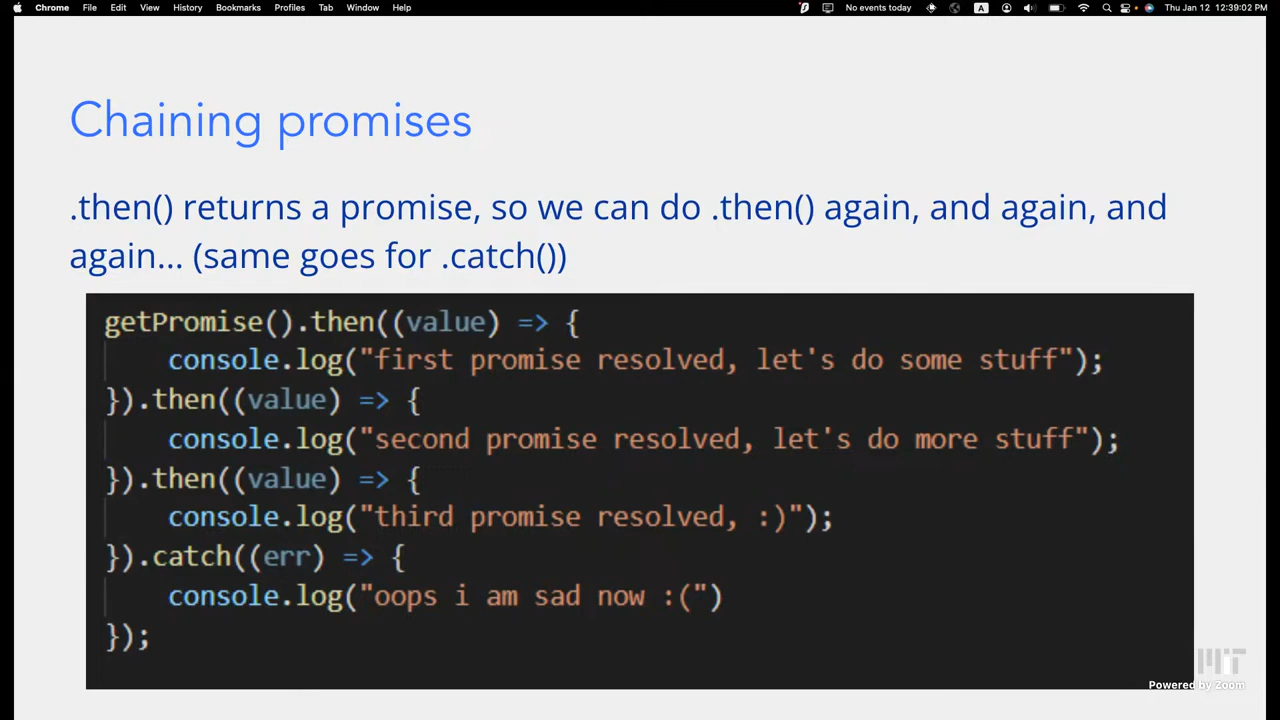 Chrome File Edit View History Bookmarks Profiles Tab Window Help No events today A Thu Jan 12 12:39:02 PM
Chaining promises
.then() returns a promise, so we can do .then() again, and again, and
again... (same goes for .catch())
getPromise().then((value) => {
    console.log("first promise resolved, let's do some stuff");
}).then((value) => {
    console.log("second promise resolved, let's do more stuff");
}).then((value) => {
    console.log("third promise resolved, :)");
}).catch((err) => {
    console.log("oops i am sad now :(")
});
MIT
Powered by Zoom